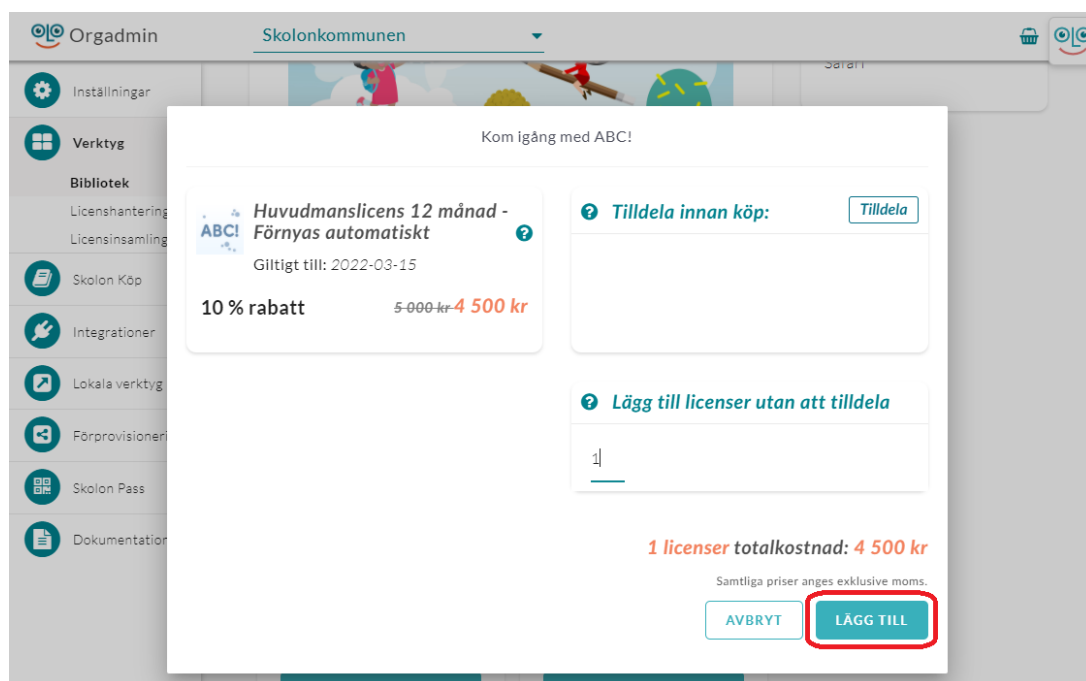 Orgadmin
Skolonkommunen
Safari
Inställningar
Verktyg
Bibliotek
Licenshantering
Licensinsamling
Skolon Köp
Integrationer
Lokala verktyg
Förprovisioneri
Skolon Pass
Dokumentation
Kom igång med ABC!
ABC!
Huvudmanslicens 12 månad -
Förnyas automatiskt
Giltigt till: 2022-03-15
10 % rabatt 5 000 kr 4 500 kr
Tilldela innan köp:
Tilldela
Lägg till licenser utan att tilldela
1
1 licenser totalkostnad: 4 500 kr
Samtliga priser anges exklusive moms.
AVBRYT
LÄGG TILL